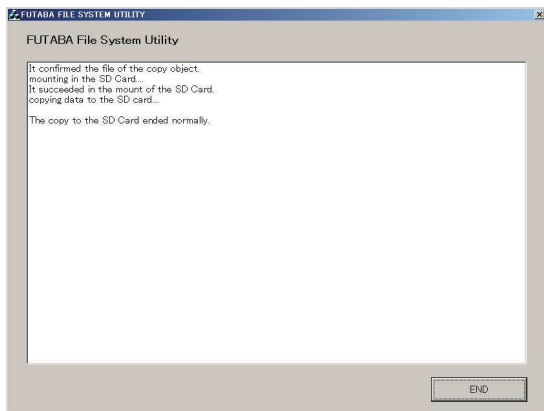 FUTABA FILE SYSTEM UTILITY
FUTABA File System Utility
It confirmed the file of the copy object.
mounting in the SD Card...
It succeeded in the mount of the SD Card.
copying data to the SD card...
The copy to the SD Card ended normally.
END